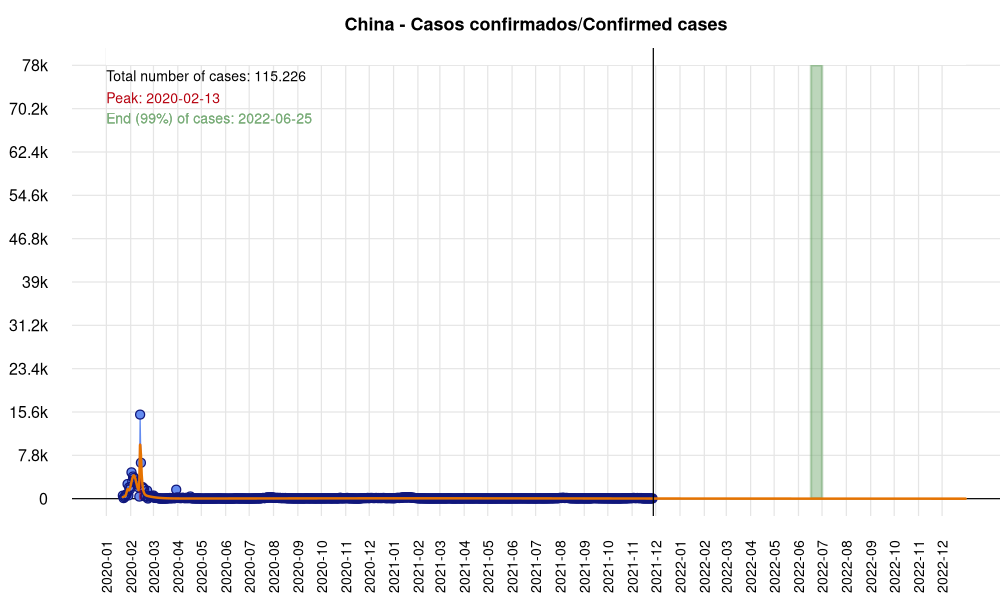 China - Casos confirmados/Confirmed cases
Total number of cases: 115.226
Peak: 2020-02-13
End (99%) of cases: 2022-06-25
78k
70.2k
62.4k
54.6k
46.8k
39k
31.2k
23.4k
15.6k
7.8k
0
2020-01
2020-02
2020-03
2020-04
2020-05
2020-06
2020-07
2020-08
2020-09
2020-10
2020-11
2020-12
2021-01
2021-03
2021-03
2021-04
2021-05
2021-06
2021-07
2021-08
2021-09
2021-10
2021-11
2021-12
2022-01
2022-02
2022-03
2022-04
2022-05
2022-06
2022-07
2022-08
2022-09
2022-10
2022-11
2022-12